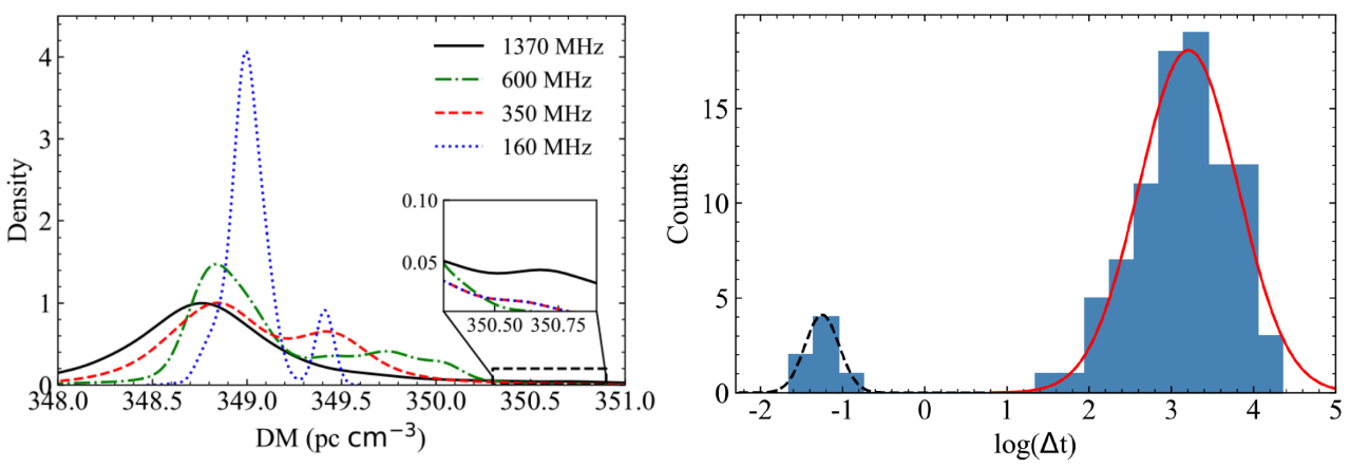 1370 MHz
600 MHz
350 MHz
160 MHz
Density
4
3
2
1
0
0.10
0.05
350.50 350.75
348.0 348.5 349.0 349.5 350.0 350.5 351.0
DM (pc cm⁻³)
Counts
15
10
5
0
-2 -1 0 1 2 3 4 5
log(Δt)